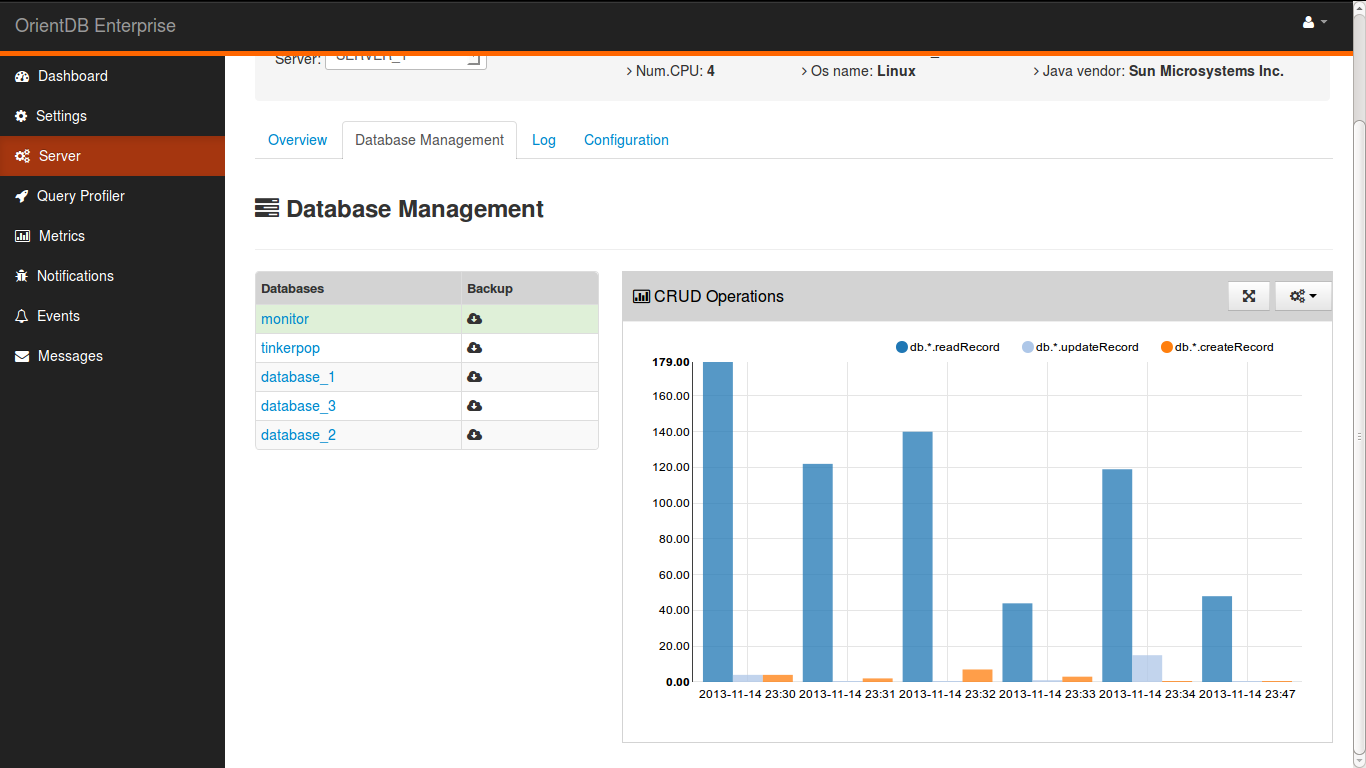 OrientDB Enterprise
Dashboard
Settings
Server
Query Profiler
Metrics
Notifications
Events
Messages
Server: SERVER_1
> Num.CPU: 4 > Os name: Linux > Java vendor: Sun Microsystems Inc.
Overview Database Management Log Configuration
Database Management
Databases Backup
monitor
tinkerpop
database_1
database_3
database_2
CRUD Operations
db.*.readRecord db.*.updateRecord db.*.createRecord
179.00
160.00
140.00
120.00
100.00
80.00
60.00
40.00
20.00
0.00
2013-11-14 23:30 2013-11-14 23:31 2013-11-14 23:32 2013-11-14 23:33 2013-11-14 23:34 2013-11-14 23:47